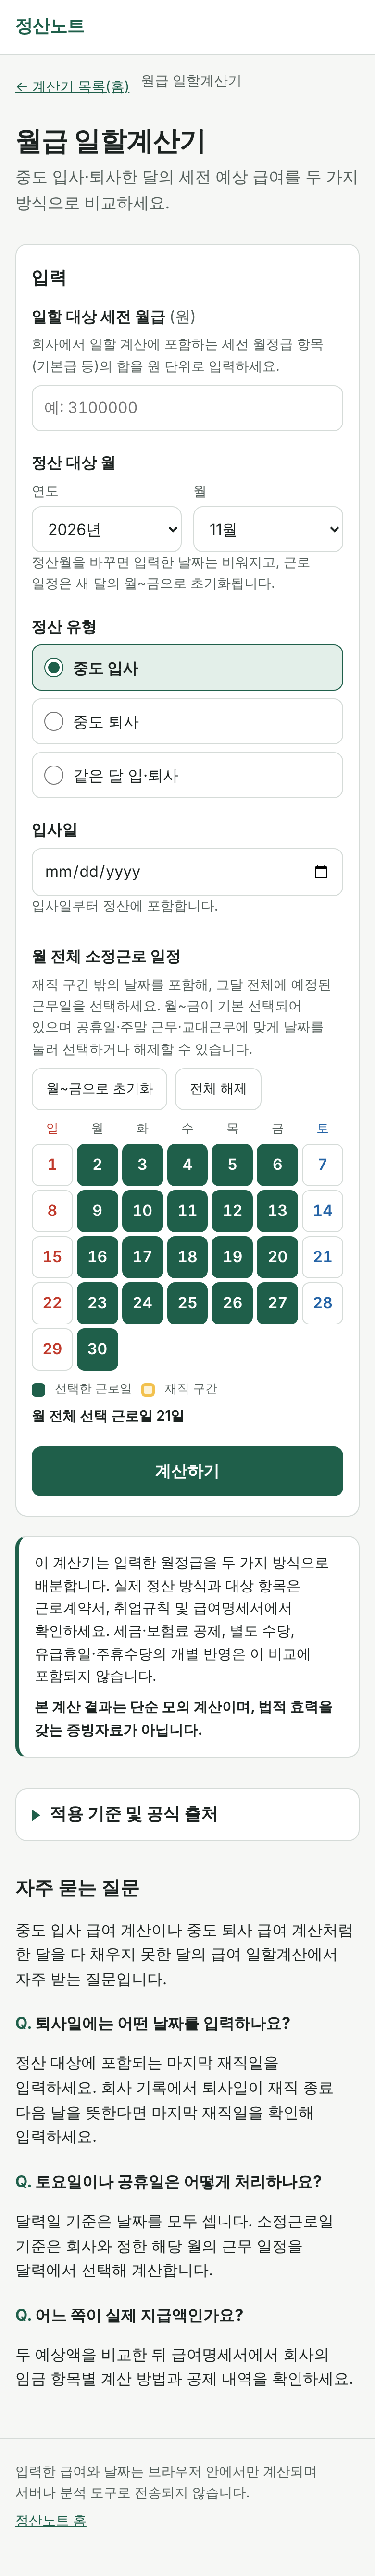 정산노트
← 계산기 목록(홈) 월급 일할계산기
월급 일할계산기
중도 입사·퇴사한 달의 세전 예상 급여를 두 가지
방식으로 비교하세요.
입력
일할 대상 세전 월급 (원)
회사에서 일할 계산에 포함하는 세전 월정급 항목
(기본급 등)의 합을 원 단위로 입력하세요.
예: 3100000
정산 대상 월
연도 월
2026년 11월
정산월을 바꾸면 입력한 날짜는 비워지고, 근로
일정은 새 달의 월~금으로 초기화됩니다.
정산 유형
중도 입사
중도 퇴사
같은 달 입·퇴사
입사일
mm/dd/yyyy
입사일부터 정산에 포함합니다.
월 전체 소정근로 일정
재직 구간 밖의 날짜를 포함해, 그달 전체에 예정된
근무일을 선택하세요. 월~금이 기본 선택되어
있으며 공휴일·주말 근무·교대근무에 맞게 날짜를
눌러 선택하거나 해제할 수 있습니다.
월~금으로 초기화 전체 해제
일 월 화 수 목 금 토
1 2 3 4 5 6 7
8 9 10 11 12 13 14
15 16 17 18 19 20 21
22 23 24 25 26 27 28
29 30
선택한 근로일 재직 구간
월 전체 선택 근로일 21일
계산하기
이 계산기는 입력한 월정급을 두 가지 방식으로
배분합니다. 실제 정산 방식과 대상 항목은
근로계약서, 취업규칙 및 급여명세서에서
확인하세요. 세금·보험료 공제, 별도 수당,
유급휴일·주휴수당의 개별 반영은 이 비교에
포함되지 않습니다.
본 계산 결과는 단순 모의 계산이며, 법적 효력을
갖는 증빙자료가 아닙니다.
적용 기준 및 공식 출처
자주 묻는 질문
중도 입사 급여 계산이나 중도 퇴사 급여 계산처럼
한 달을 다 채우지 못한 달의 급여 일할계산에서
자주 받는 질문입니다.
Q. 퇴사일에는 어떤 날짜를 입력하나요?
정산 대상에 포함되는 마지막 재직일을
입력하세요. 회사 기록에서 퇴사일이 재직 종료
다음 날을 뜻한다면 마지막 재직일을 확인해
입력하세요.
Q. 토요일이나 공휴일은 어떻게 처리하나요?
달력일 기준은 날짜를 모두 셉니다. 소정근로일
기준은 회사와 정한 해당 월의 근무 일정을
달력에서 선택해 계산합니다.
Q. 어느 쪽이 실제 지급액인가요?
두 예상액을 비교한 뒤 급여명세서에서 회사의
임금 항목별 계산 방법과 공제 내역을 확인하세요.
입력한 급여와 날짜는 브라우저 안에서만 계산되며
서버나 분석 도구로 전송되지 않습니다.
정산노트 홈